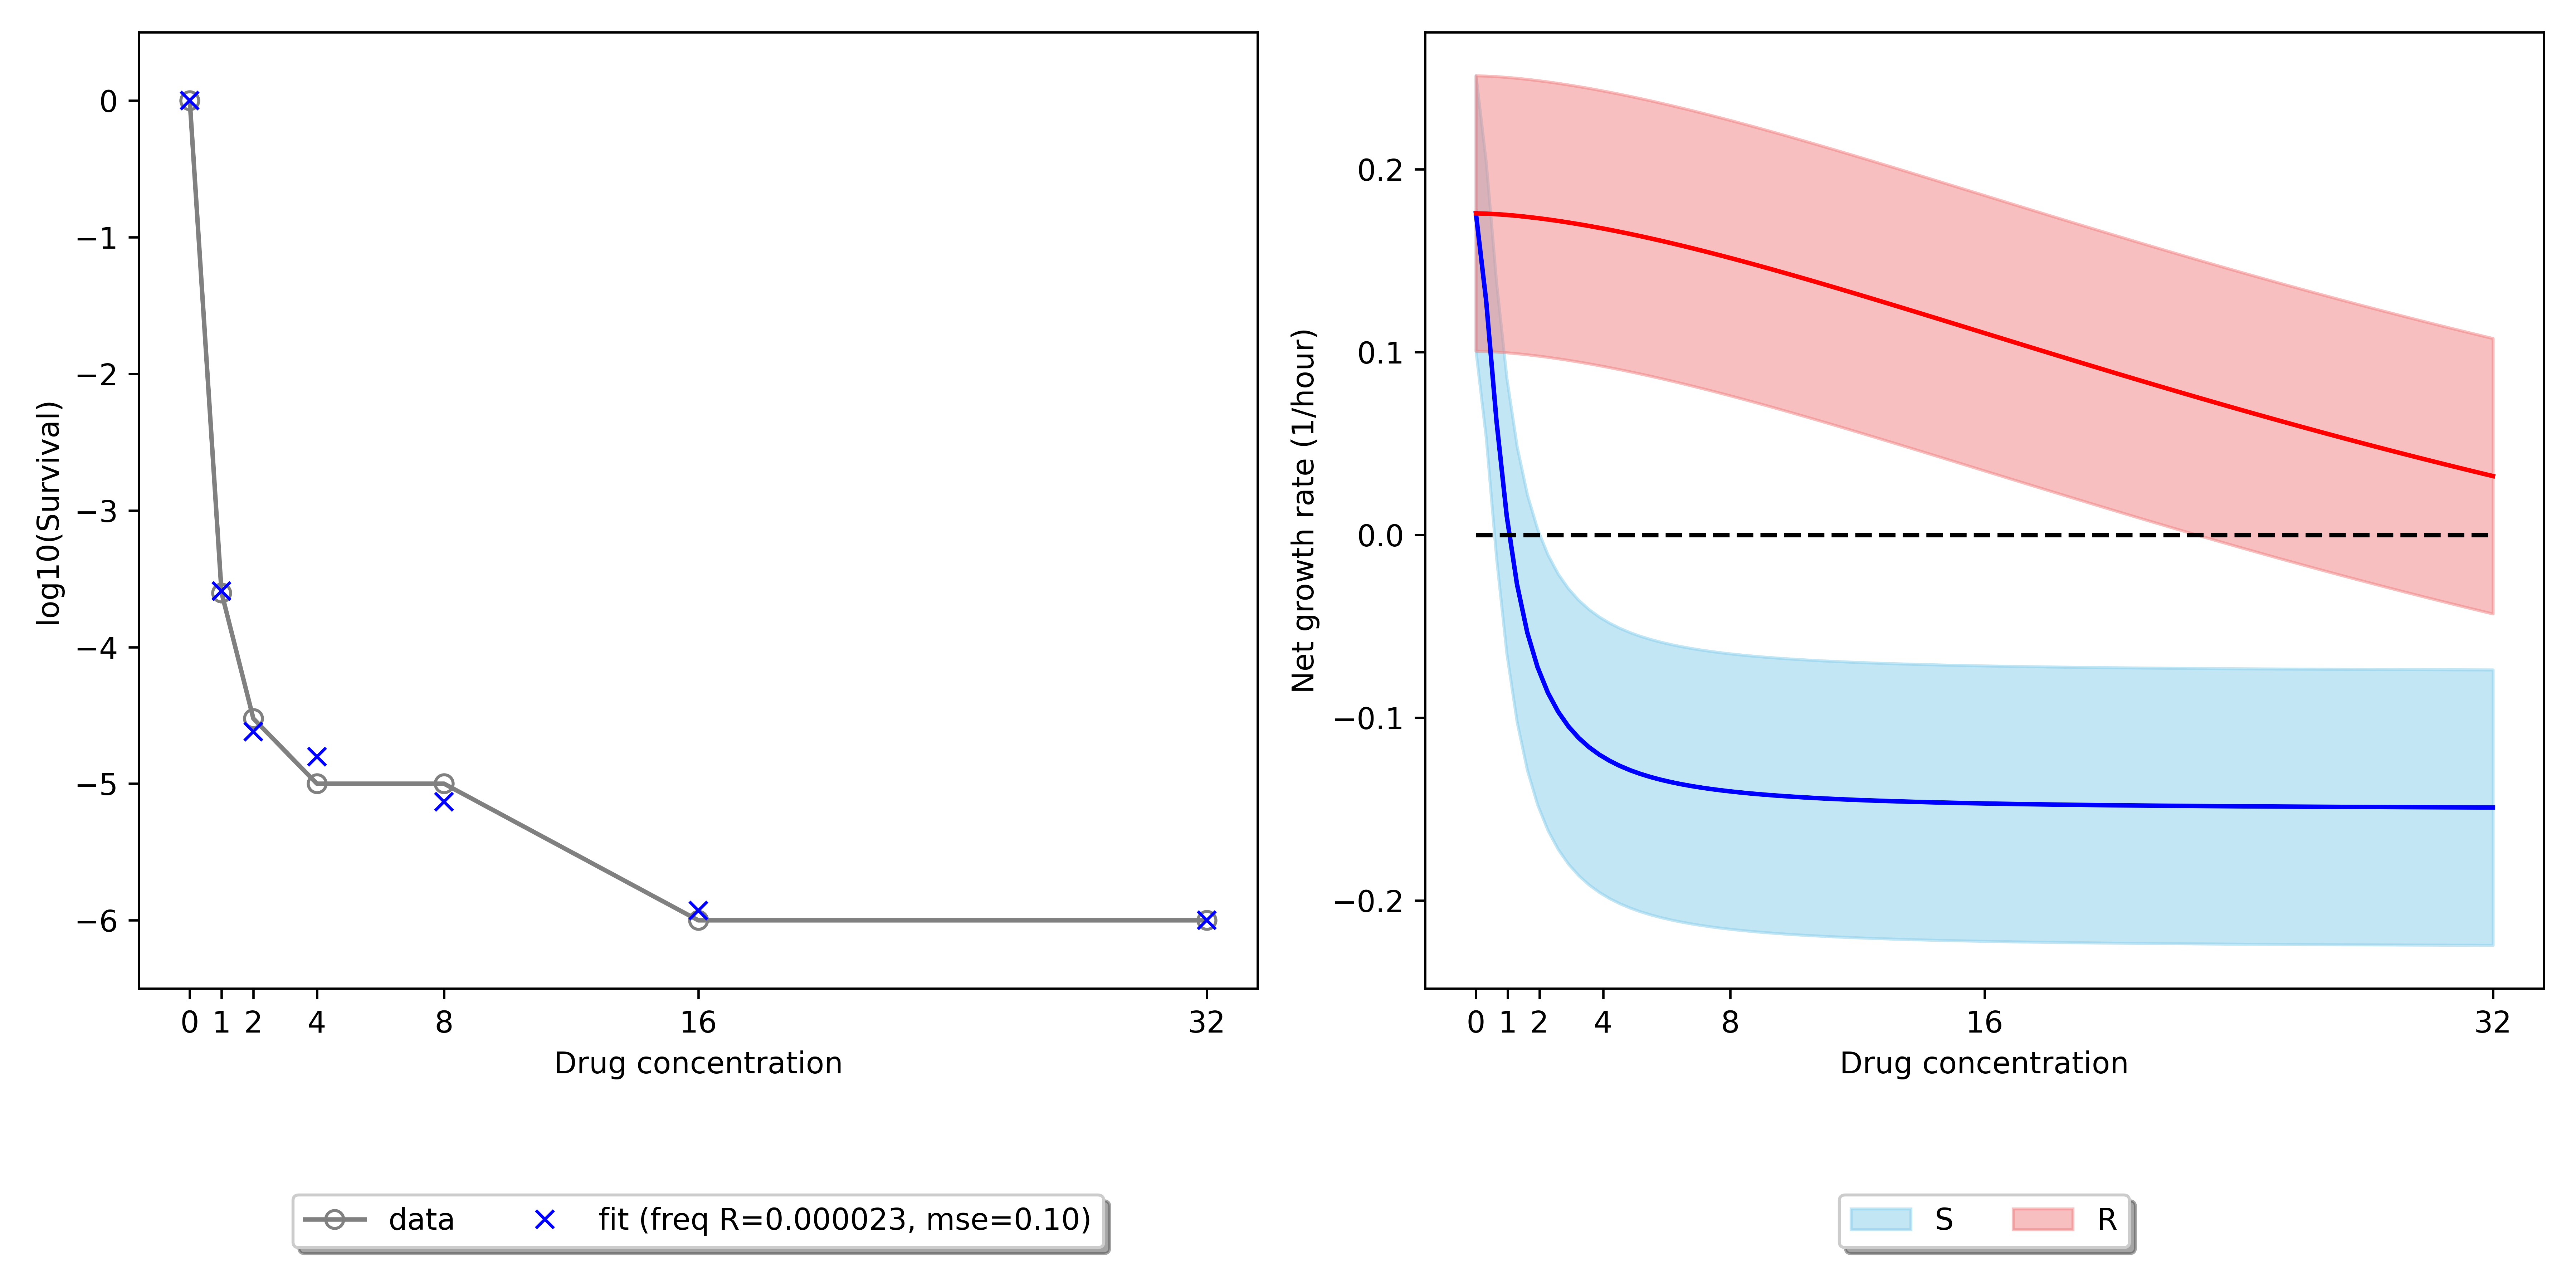 0
−1
−2
−3
−4
−5
−6
log10(Survival)
0 1 2 4 8 16 32
Drug concentration
data fit (freq R=0.000023, mse=0.10)
0.2
0.1
0.0
−0.1
−0.2
Net growth rate (1/hour)
0 1 2 4 8 16 32
Drug concentration
S R